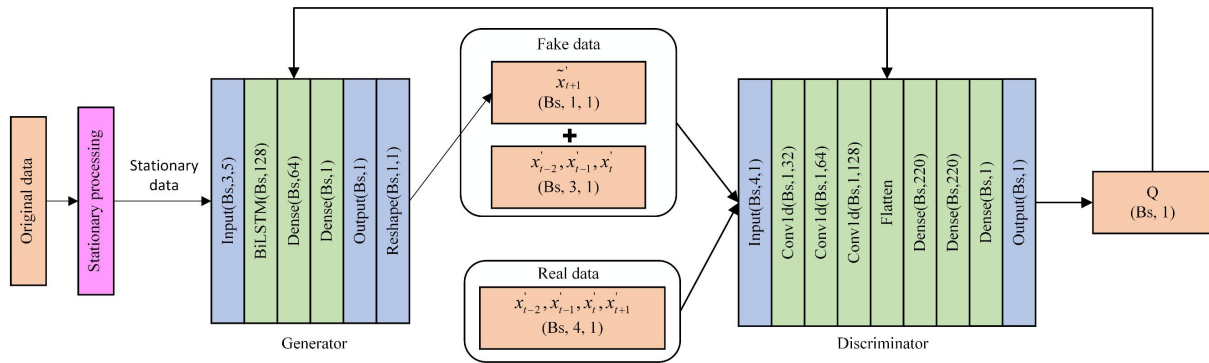 Original data
Stationary processing
Stationary
data
Input(Bs,3,5)
BiLSTM(Bs,128)
Dense(Bs,64)
Dense(Bs,1)
Output(Bs,1)
Reshape(Bs,1,1)
Generator
Fake data
x̃'ₜ₊₁
(Bs, 1, 1)
+
x'ₜ₋₂, x'ₜ₋₁, x'ₜ
(Bs, 3, 1)
Real data
x'ₜ₋₂, x'ₜ₋₁, x'ₜ, x'ₜ₊₁
(Bs, 4, 1)
Input(Bs,4,1)
Conv1d(Bs,1,32)
Conv1d(Bs,1,64)
Conv1d(Bs,1,128)
Flatten
Dense(Bs,220)
Dense(Bs,220)
Dense(Bs,1)
Output(Bs,1)
Discriminator
Q
(Bs, 1)